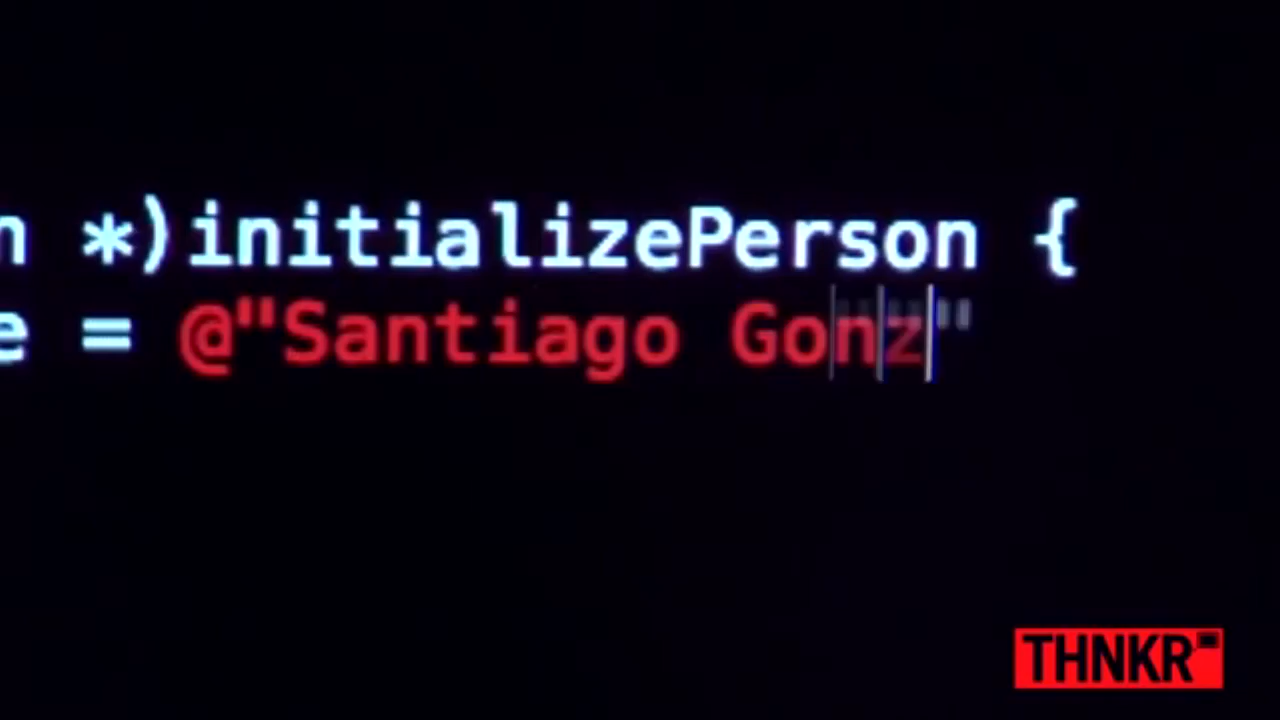 n *)initializePerson {
e = @"Santiago Gonz"
THNKR